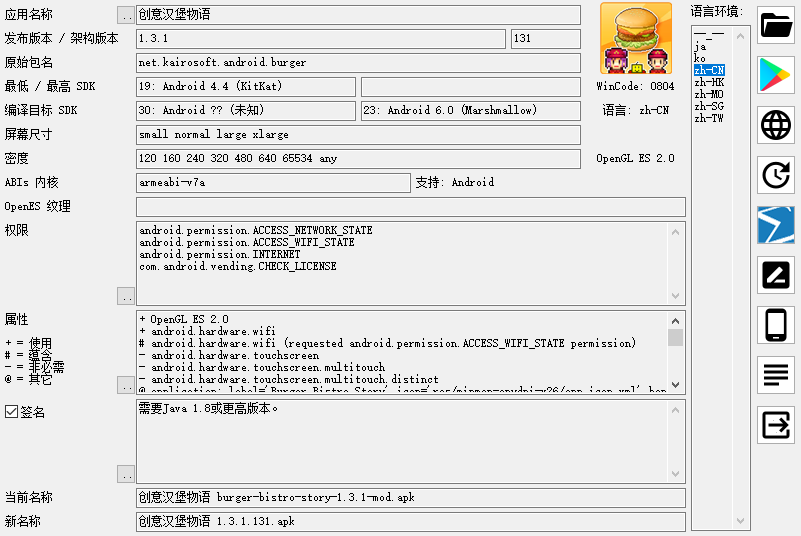 应用名称 .. 创意汉堡物语 语言环境:
发布版本 / 架构版本 1.3.1 131
原始包名 net.kairosoft.android.burger
最低 / 最高 SDK 19: Android 4.4 (KitKat) WinCode: 0804
编译目标 SDK 30: Android ?? (未知) 23: Android 6.0 (Marshmallow) 语言: zh-CN
屏幕尺寸 small normal large xlarge
密度 120 160 240 320 480 640 65534 any OpenGL ES 2.0
ABIs 内核 armeabi-v7a 支持: Android
OpenES 纹理
权限
android.permission.ACCESS_NETWORK_STATE
android.permission.ACCESS_WIFI_STATE
android.permission.INTERNET
com.android.vending.CHECK_LICENSE
..
属性
+ = 使用
# = 蕴含
- = 非必需
@ = 其它
..
+ OpenGL ES 2.0
+ android.hardware.wifi
# android.hardware.wifi (requested android.permission.ACCESS_WIFI_STATE permission)
- android.hardware.touchscreen
- android.hardware.touchscreen.multitouch
- android.hardware.touchscreen.multitouch.distinct
@ application: label='Burger Bistro Story' icon='res/mipmap-anydpi-v26/app_icon.xml' ban
签名
需要Java 1.8或更高版本。
..
当前名称 创意汉堡物语 burger-bistro-story-1.3.1-mod.apk
新名称 创意汉堡物语 1.3.1.131.apk
--_--
ja
ko
zh-CN
zh-HK
zh-MO
zh-SG
zh-TW